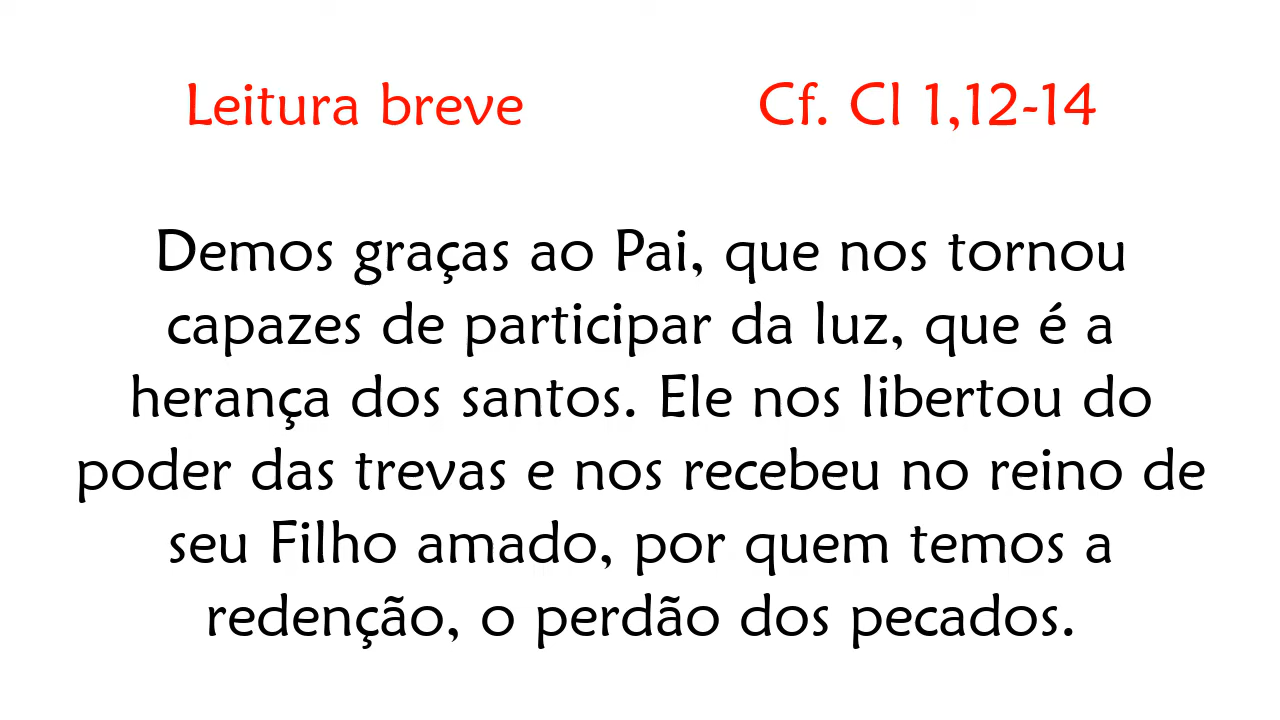 Leitura breve Cf. Cl 1,12-14
Demos graças ao Pai, que nos tornou
capazes de participar da luz, que é a
herança dos santos. Ele nos libertou do
poder das trevas e nos recebeu no reino de
seu Filho amado, por quem temos a
redenção, o perdão dos pecados.